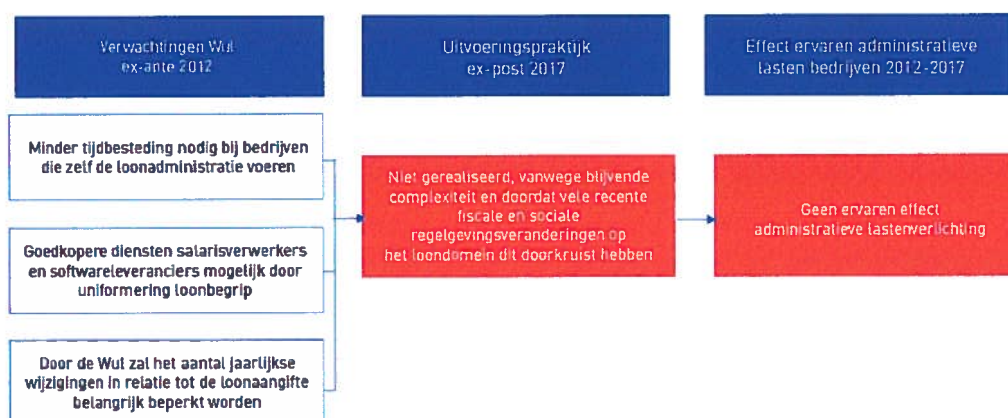 Verwachtingen Wul
ex-ante 2012
Uitvoeringspraktijk
ex-post 2017
Effect ervaren administratieve
lasten bedrijven 2012-2017
Minder tijdbesteding nodig bij bedrijven
die zelf de loonadministratie voeren
Goedkopere diensten salarisverwerkers
en softwareleveranciers mogelijk door
uniformering loonbegrip
Door de Wul zal het aantal jaarlijkse
wijzigingen in relatie tot de loonaangifte
belangrijk beperkt worden
Niet gerealiseerd, vanwege blijvende
complexiteit en doordat vele recente
fiscale en sociale
regelgevingsveranderingen op
het loondomein dit doorkruist hebben
Geen ervaren effect
administratieve lastenverlichting